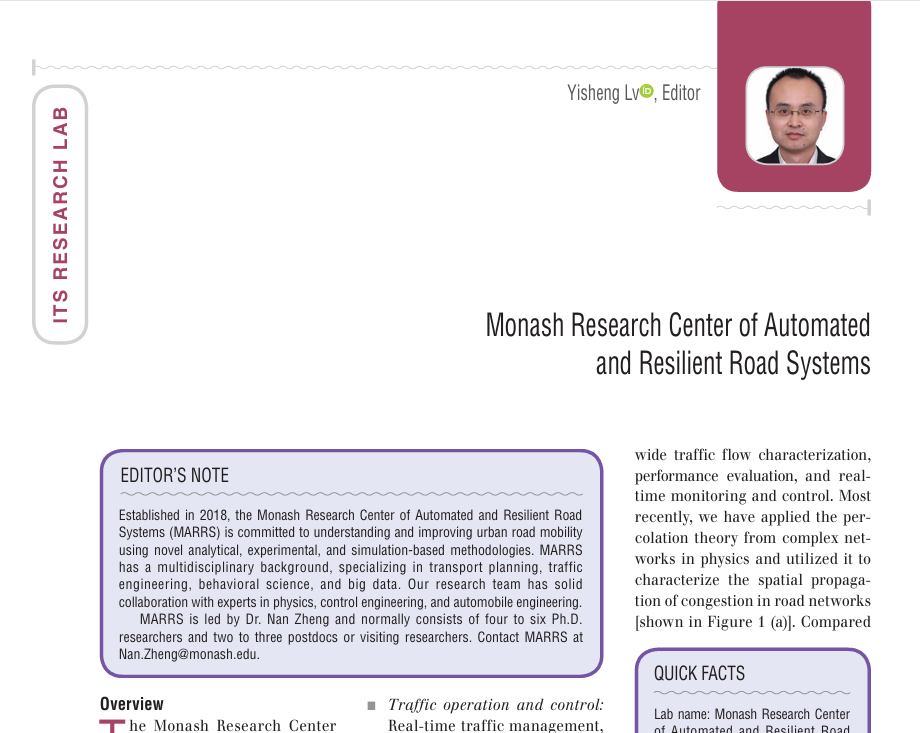 Yisheng Lv iD, Editor
ITS RESEARCH LAB
Monash Research Center of Automated
and Resilient Road Systems
EDITOR'S NOTE
Established in 2018, the Monash Research Center of Automated and Resilient Road
Systems (MARRS) is committed to understanding and improving urban road mobility
using novel analytical, experimental, and simulation-based methodologies. MARRS
has a multidisciplinary background, specializing in transport planning, traffic
engineering, behavioral science, and big data. Our research team has solid
collaboration with experts in physics, control engineering, and automobile engineering.
MARRS is led by Dr. Nan Zheng and normally consists of four to six Ph.D.
researchers and two to three postdocs or visiting researchers. Contact MARRS at
Nan.Zheng@monash.edu.
Overview
The Monash Research Center
■ Traffic operation and control:
Real-time traffic management,
wide traffic flow characterization,
performance evaluation, and real-
time monitoring and control. Most
recently, we have applied the per-
colation theory from complex net-
works in physics and utilized it to
characterize the spatial propaga-
tion of congestion in road networks
[shown in Figure 1 (a)]. Compared
QUICK FACTS
Lab name: Monash Research Center
of Automated and Resilient Road